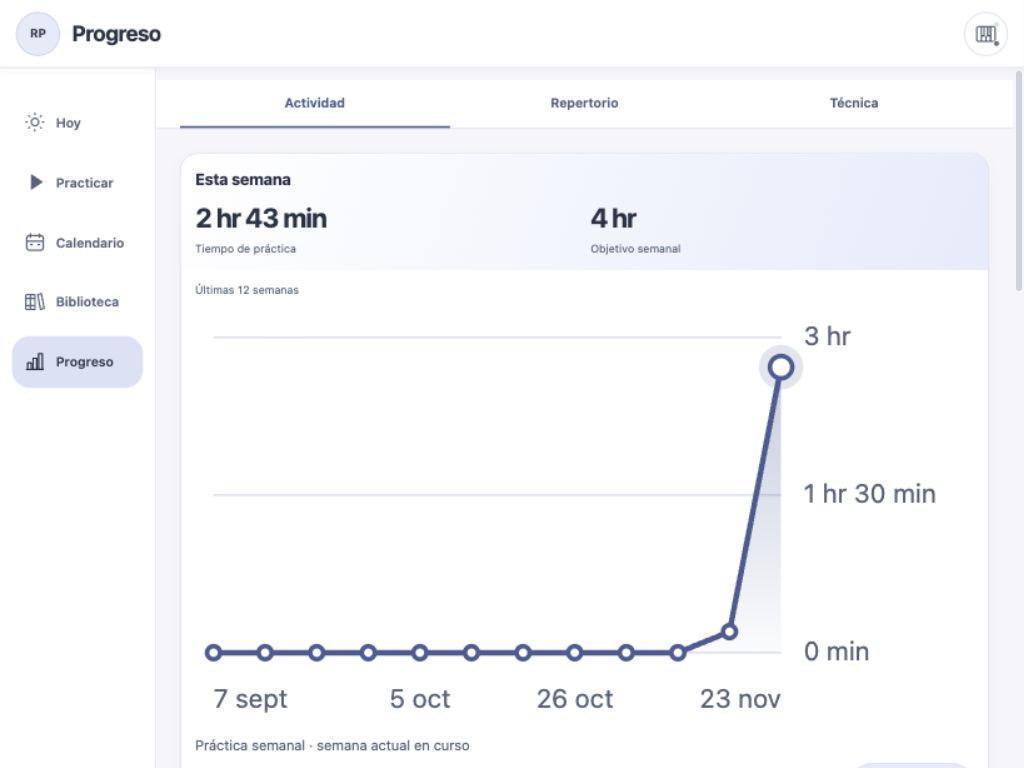 RP
Progreso
Hoy
Practicar
Calendario
Biblioteca
Progreso
Actividad
Repertorio
Técnica
Esta semana
2 hr 43 min
4 hr
Tiempo de práctica
Objetivo semanal
Últimas 12 semanas
3 hr
1 hr 30 min
0 min
7 sept
5 oct
26 oct
23 nov
Práctica semanal · semana actual en curso